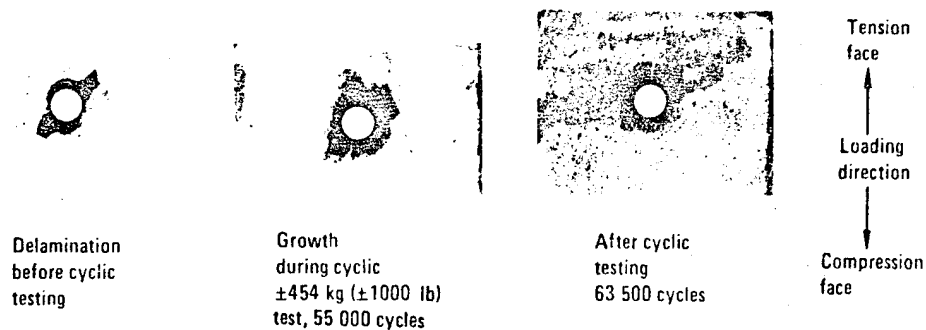 Delamination
before cyclic
testing
Growth
during cyclic
±454 kg (±1000 lb)
test, 55 000 cycles
After cyclic
testing
63 500 cycles
Tension
face
Loading
direction
Compression
face